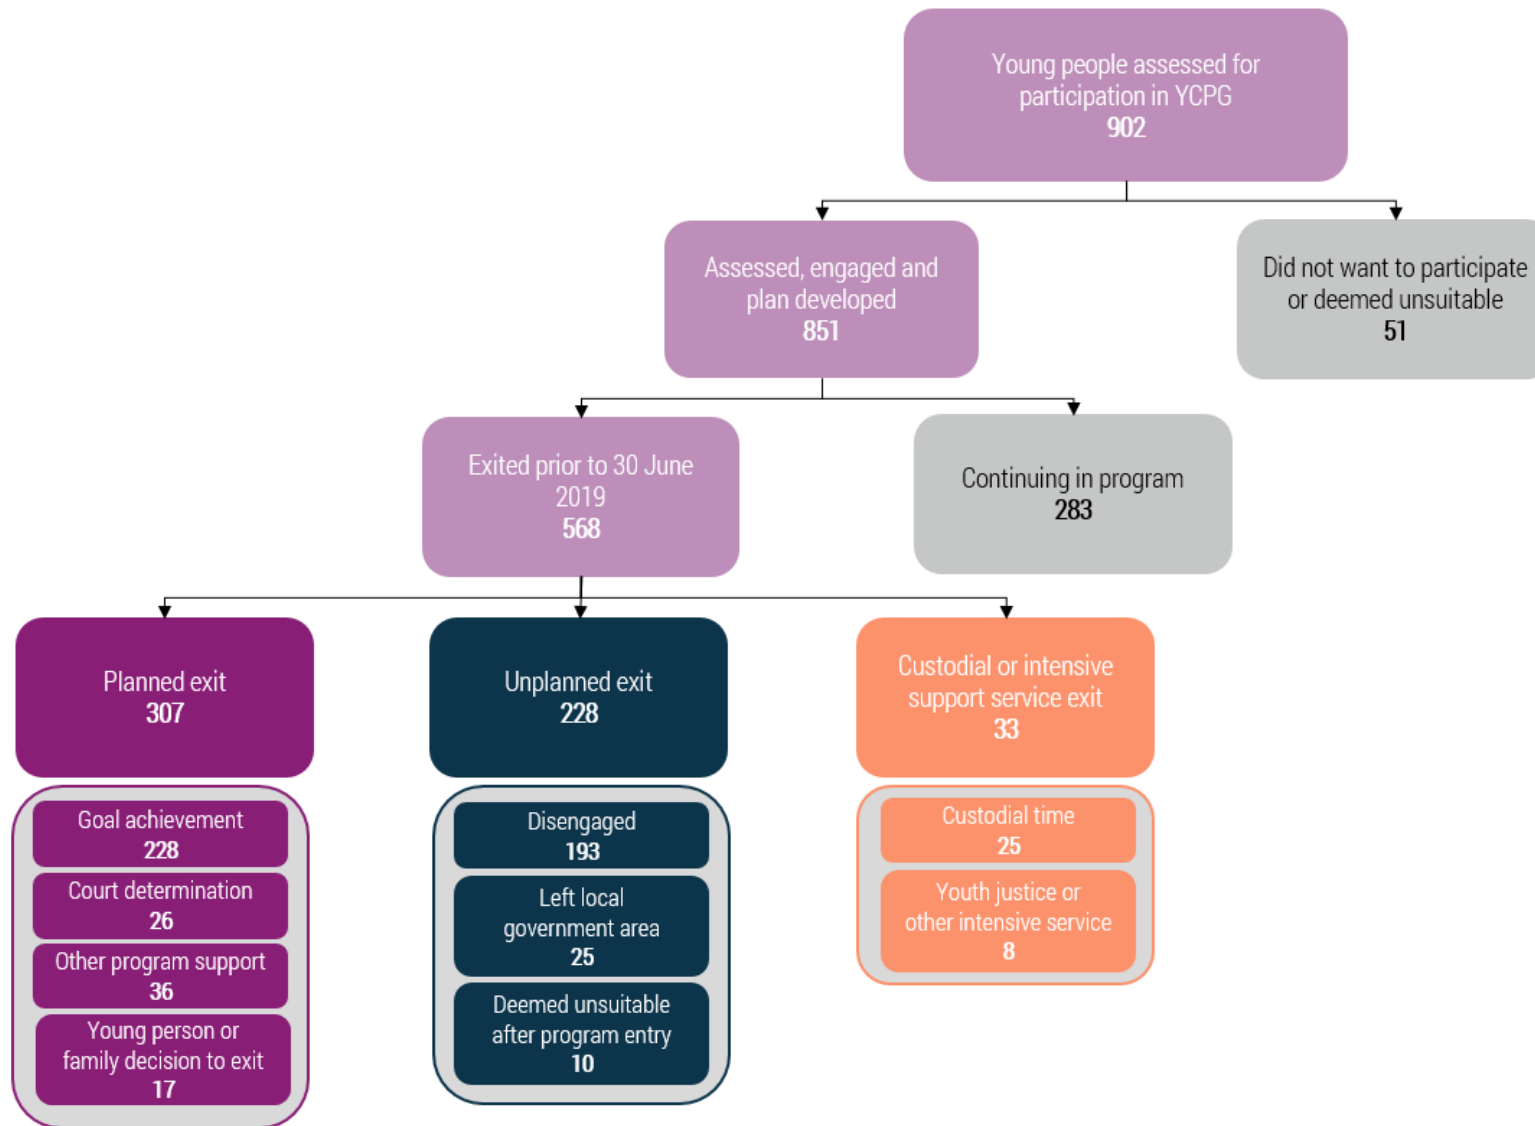 Young people assessed for
participation in YCPG
902
Assessed, engaged and
plan developed
851
Did not want to participate
or deemed unsuitable
51
Exited prior to 30 June
2019
568
Continuing in program
283
Planned exit
307
Unplanned exit
228
Custodial or intensive
support service exit
33
Goal achievement
228
Court determination
26
Other program support
36
Young person or
family decision to exit
17
Disengaged
193
Left local
government area
25
Deemed unsuitable
after program entry
10
Custodial time
25
Youth justice or
other intensive service
8